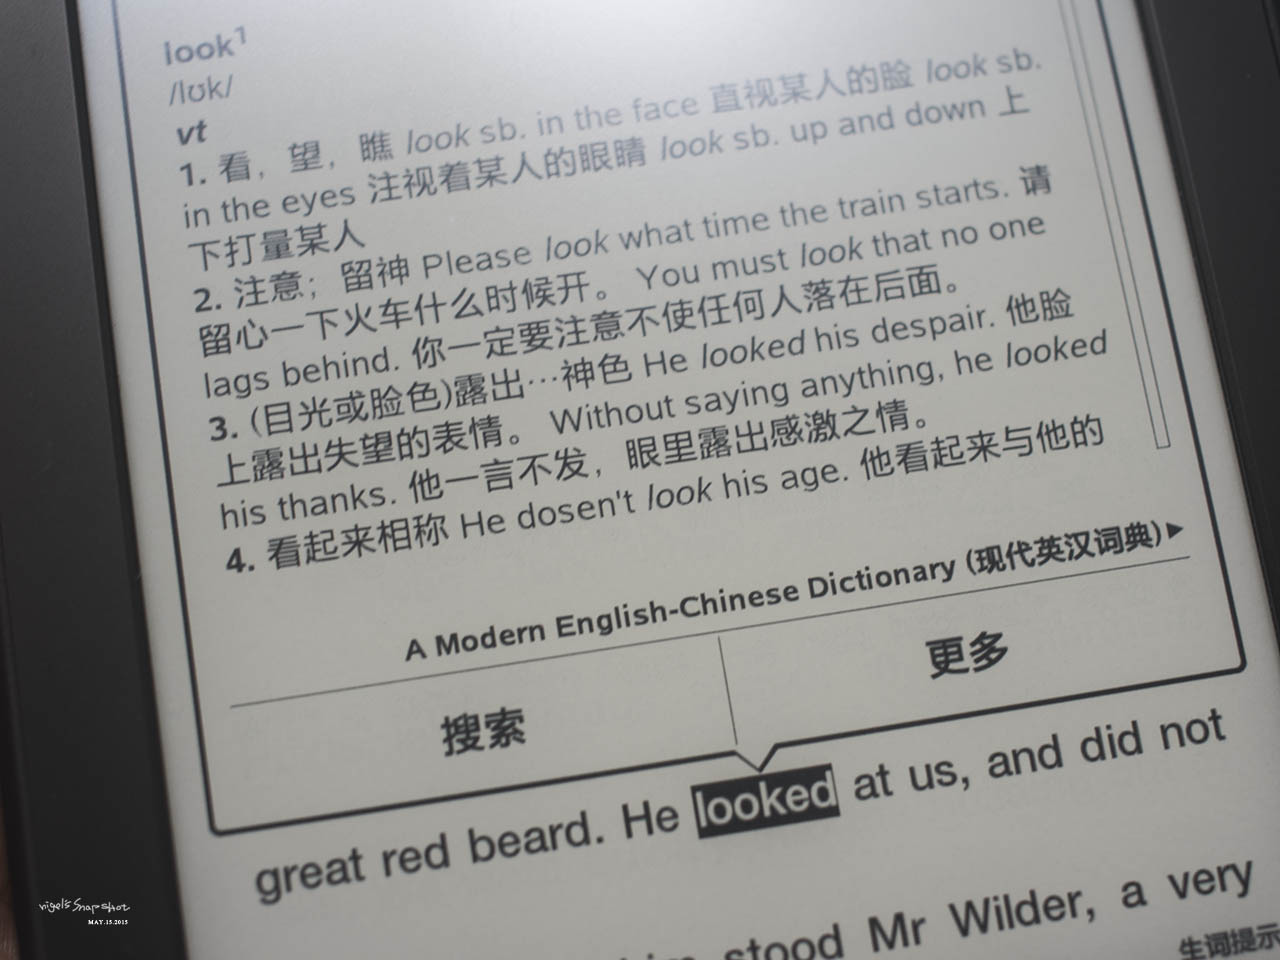 look¹
/lʊk/
vt
1. 看，望，瞧 look sb. in the face 直视某人的脸 look sb.
in the eyes 注视着某人的眼睛 look sb. up and down 上
下打量某人
2. 注意；留神 Please look what time the train starts. 请
留心一下火车什么时候开。 You must look that no one
lags behind. 你一定要注意不使任何人落在后面。
3. (目光或脸色)露出…神色 He looked his despair. 他脸
上露出失望的表情。 Without saying anything, he looked
his thanks. 他一言不发，眼里露出感激之情。
4. 看起来相称 He dosen't look his age. 他看起来与他的
A Modern English-Chinese Dictionary (现代英汉词典)▶
搜索 更多
great red beard. He looked at us, and did not
stood Mr Wilder, a very
生词提示
nigel's Snapshot
MAY.15.2015